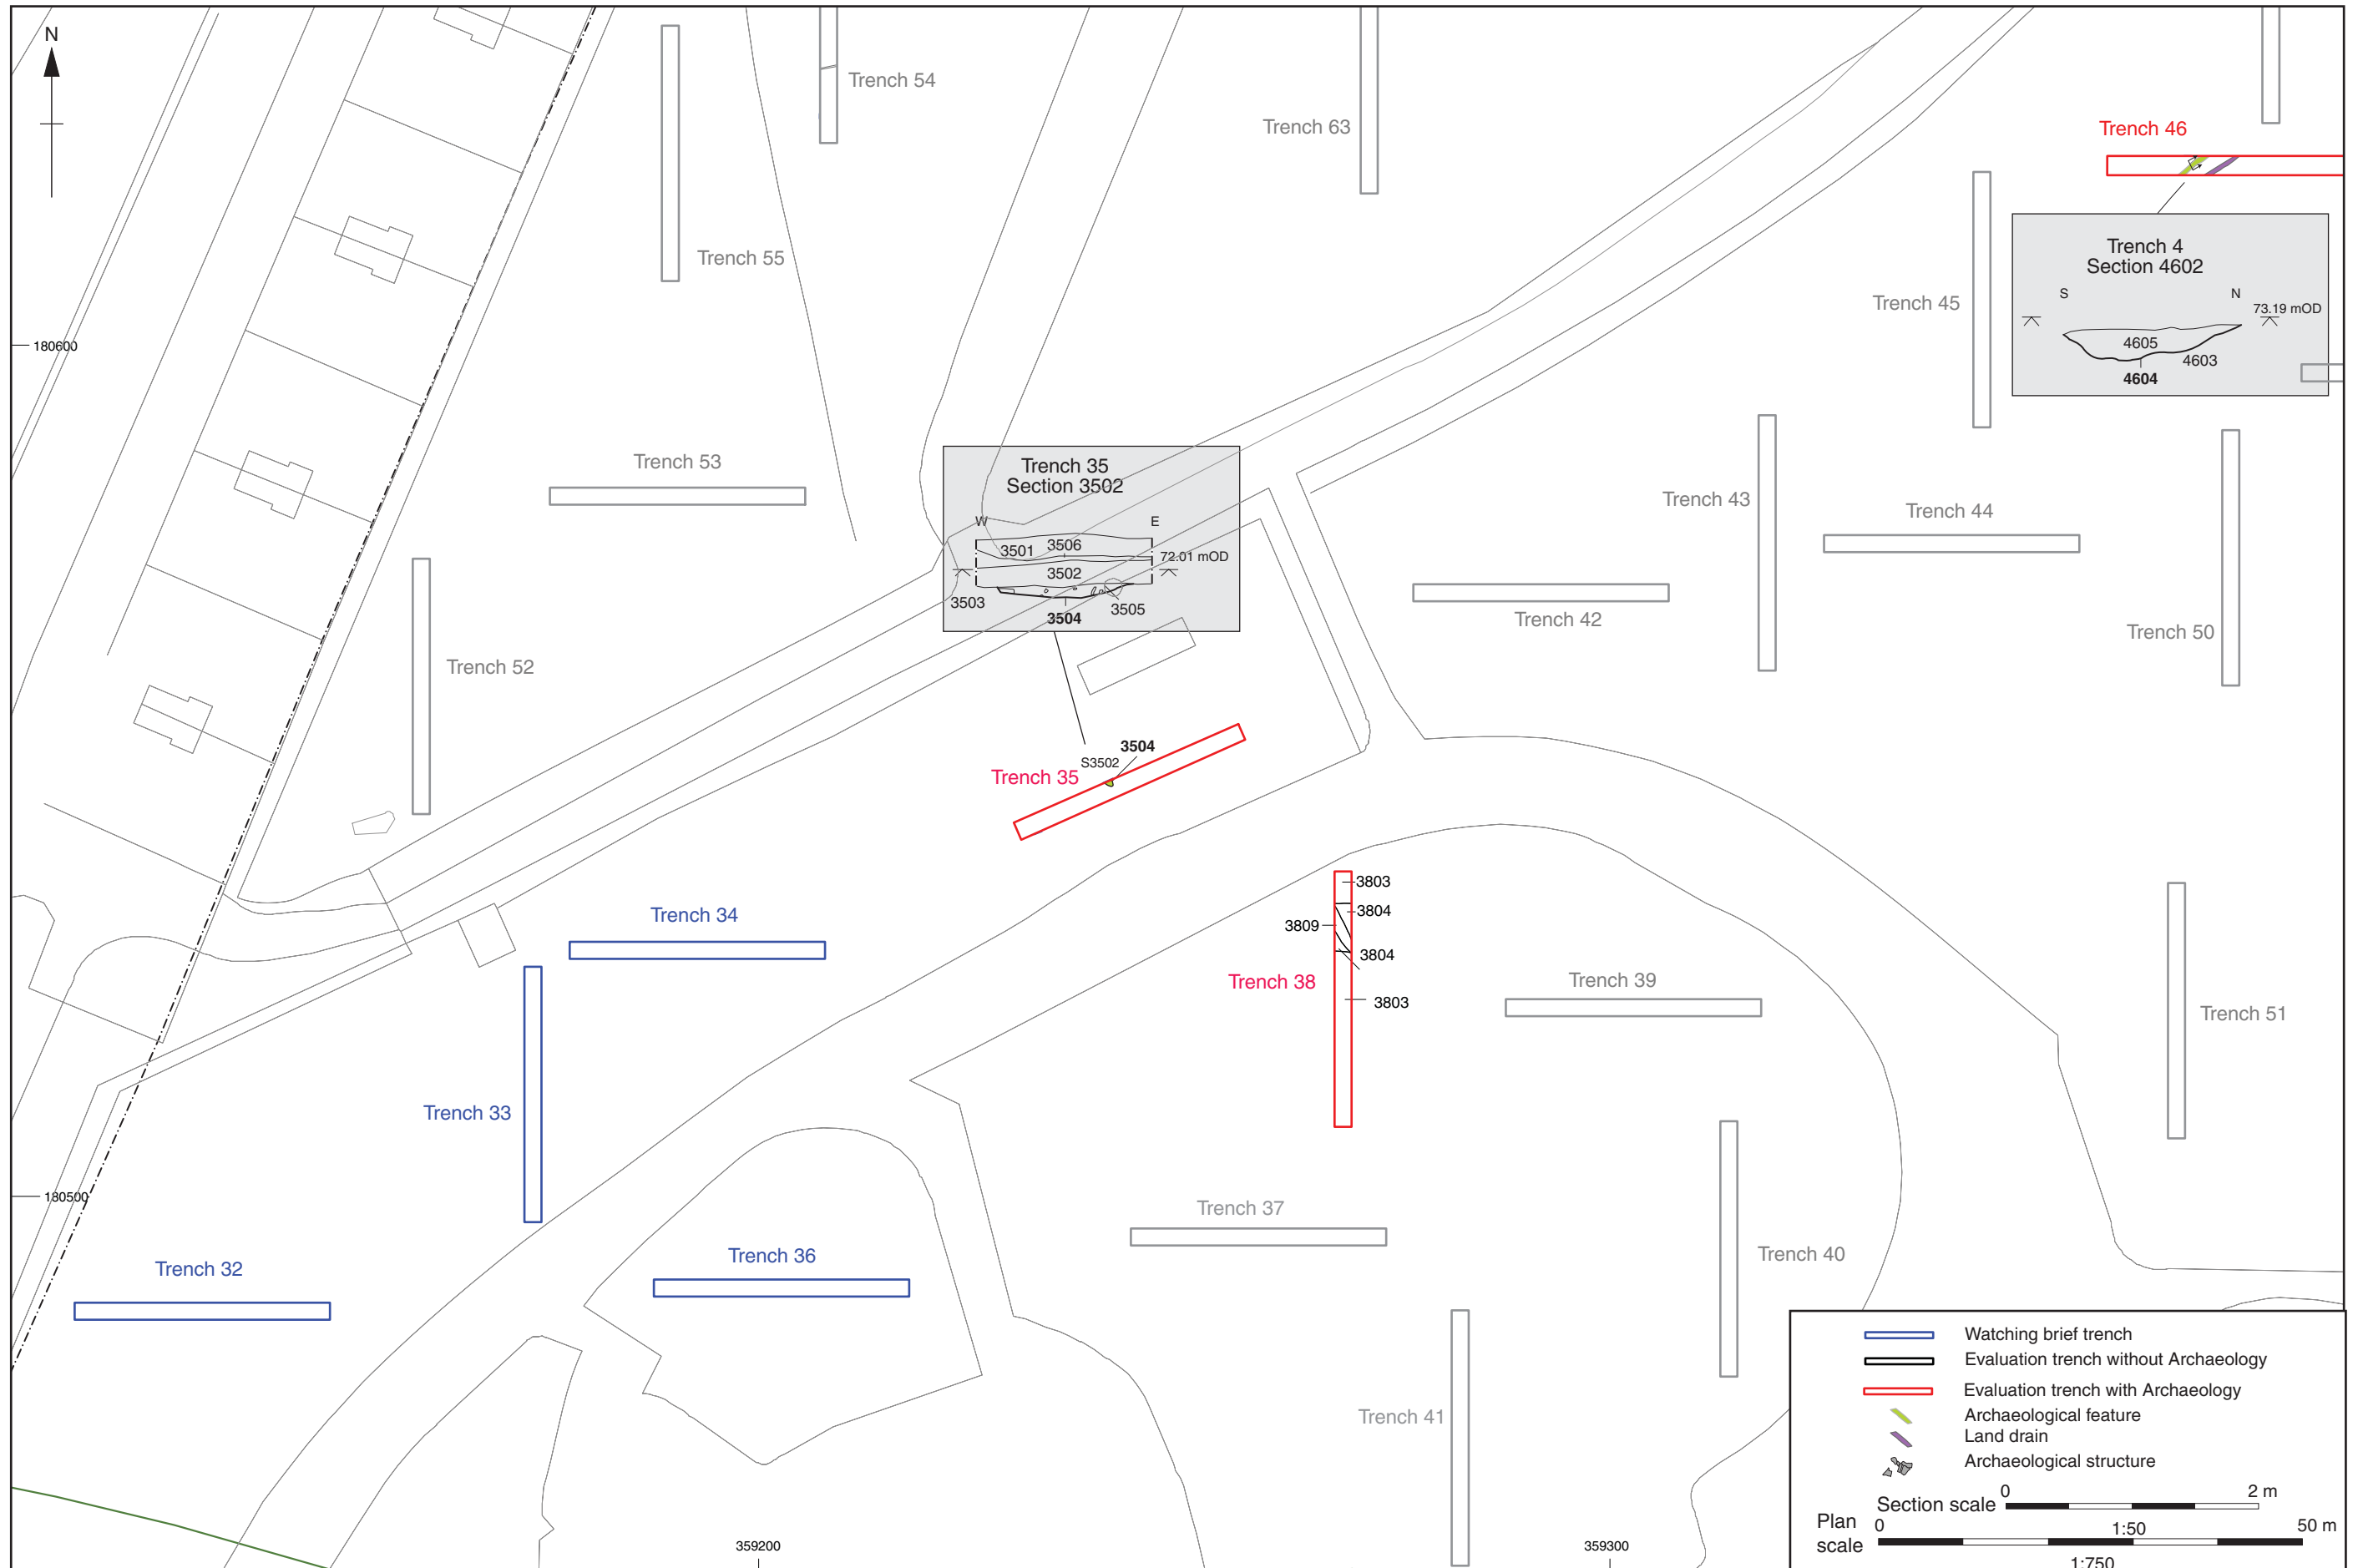 N
Trench 54
Trench 63
Trench 46
Trench 55
Trench 4
Section 4602
S
N
73.19 mOD
4605
4603
4604
Trench 45
180600
Trench 53
Trench 35
Section 3502
W
E
3501
3506
72.01 mOD
3502
3503
3505
3504
Trench 43
Trench 44
Trench 42
Trench 50
Trench 52
3504
S3502
Trench 35
3803
3804
3809
3804
Trench 38
3803
Trench 34
Trench 39
Trench 51
Trench 33
180500
Trench 37
Trench 36
Trench 40
Trench 32
Trench 41
Watching brief trench
Evaluation trench without Archaeology
Evaluation trench with Archaeology
Archaeological feature
Land drain
Archaeological structure
0
2 m
Section scale
1:50
Plan
scale
0
50 m
1:750
359200
359300